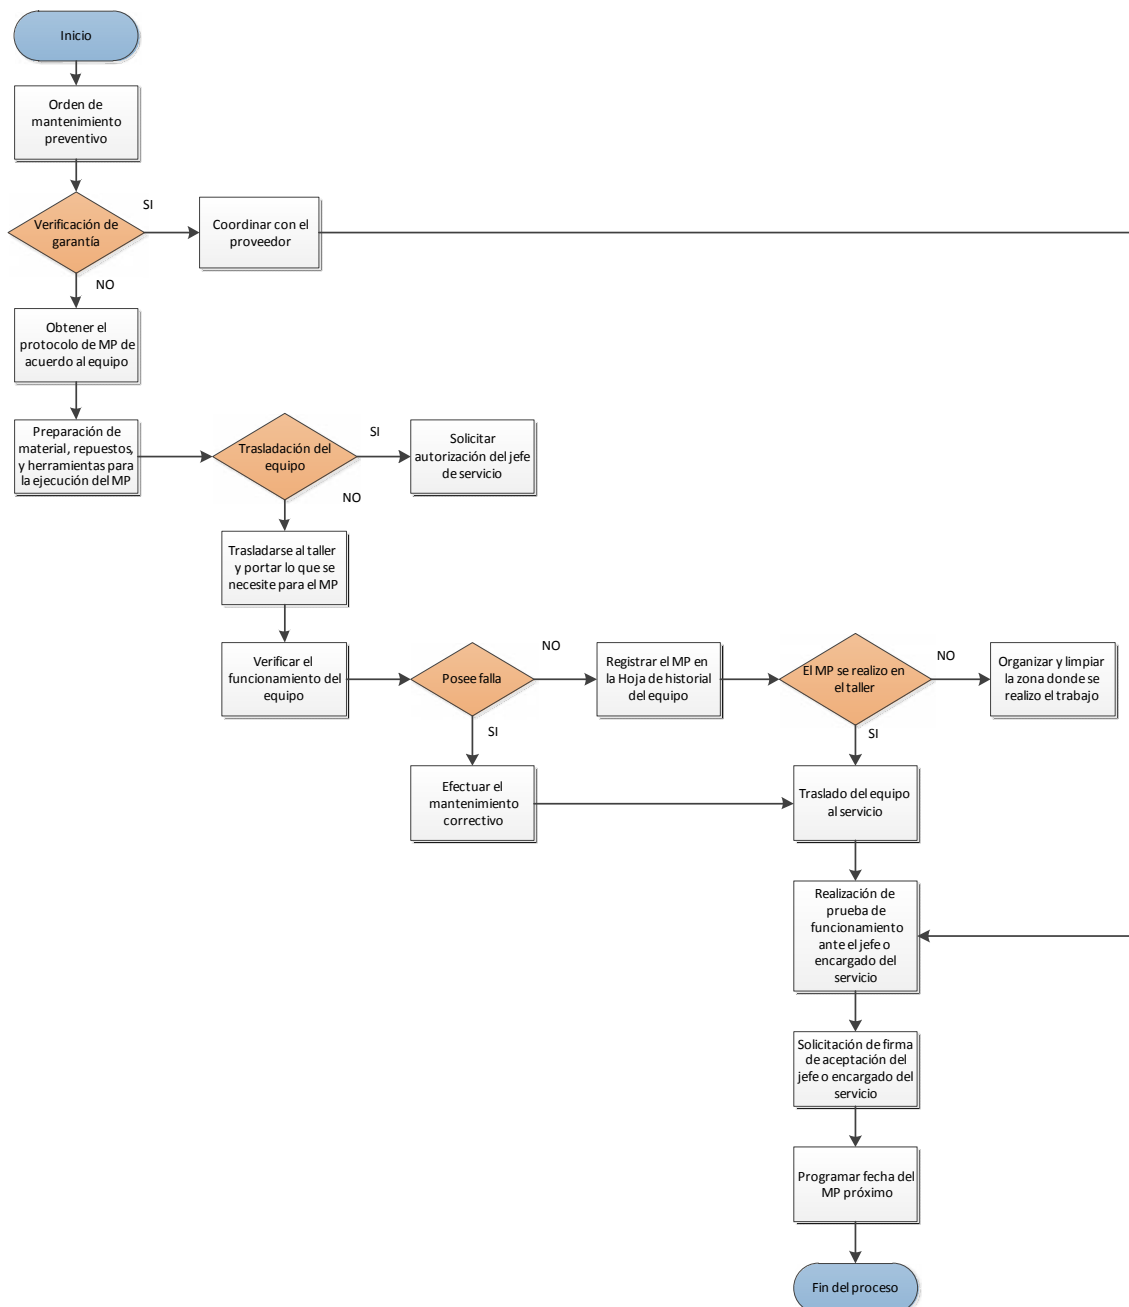 Inicio
Orden de
mantenimiento
preventivo
Verificación de
garantía
SI
Coordinar con el
proveedor
NO
Obtener el
protocolo de MP de
acuerdo al equipo
Preparación de
material, repuestos,
y herramientas para
la ejecución del MP
Trasladación del
equipo
SI
Solicitar
autorización del jefe
de servicio
NO
Trasladarse al taller
y portar lo que se
necesite para el MP
Verificar el
funcionamiento del
equipo
Posee falla
NO
Registrar el MP en
la Hoja de historial
del equipo
El MP se realizo en
el taller
NO
Organizar y limpiar
la zona donde se
realizo el trabajo
SI
Efectuar el
mantenimiento
correctivo
SI
Traslado del equipo
al servicio
Realización de
prueba de
funcionamiento
ante el jefe o
encargado del
servicio
Solicitación de firma
de aceptación del
jefe o encargado del
servicio
Programar fecha del
MP próximo
Fin del proceso